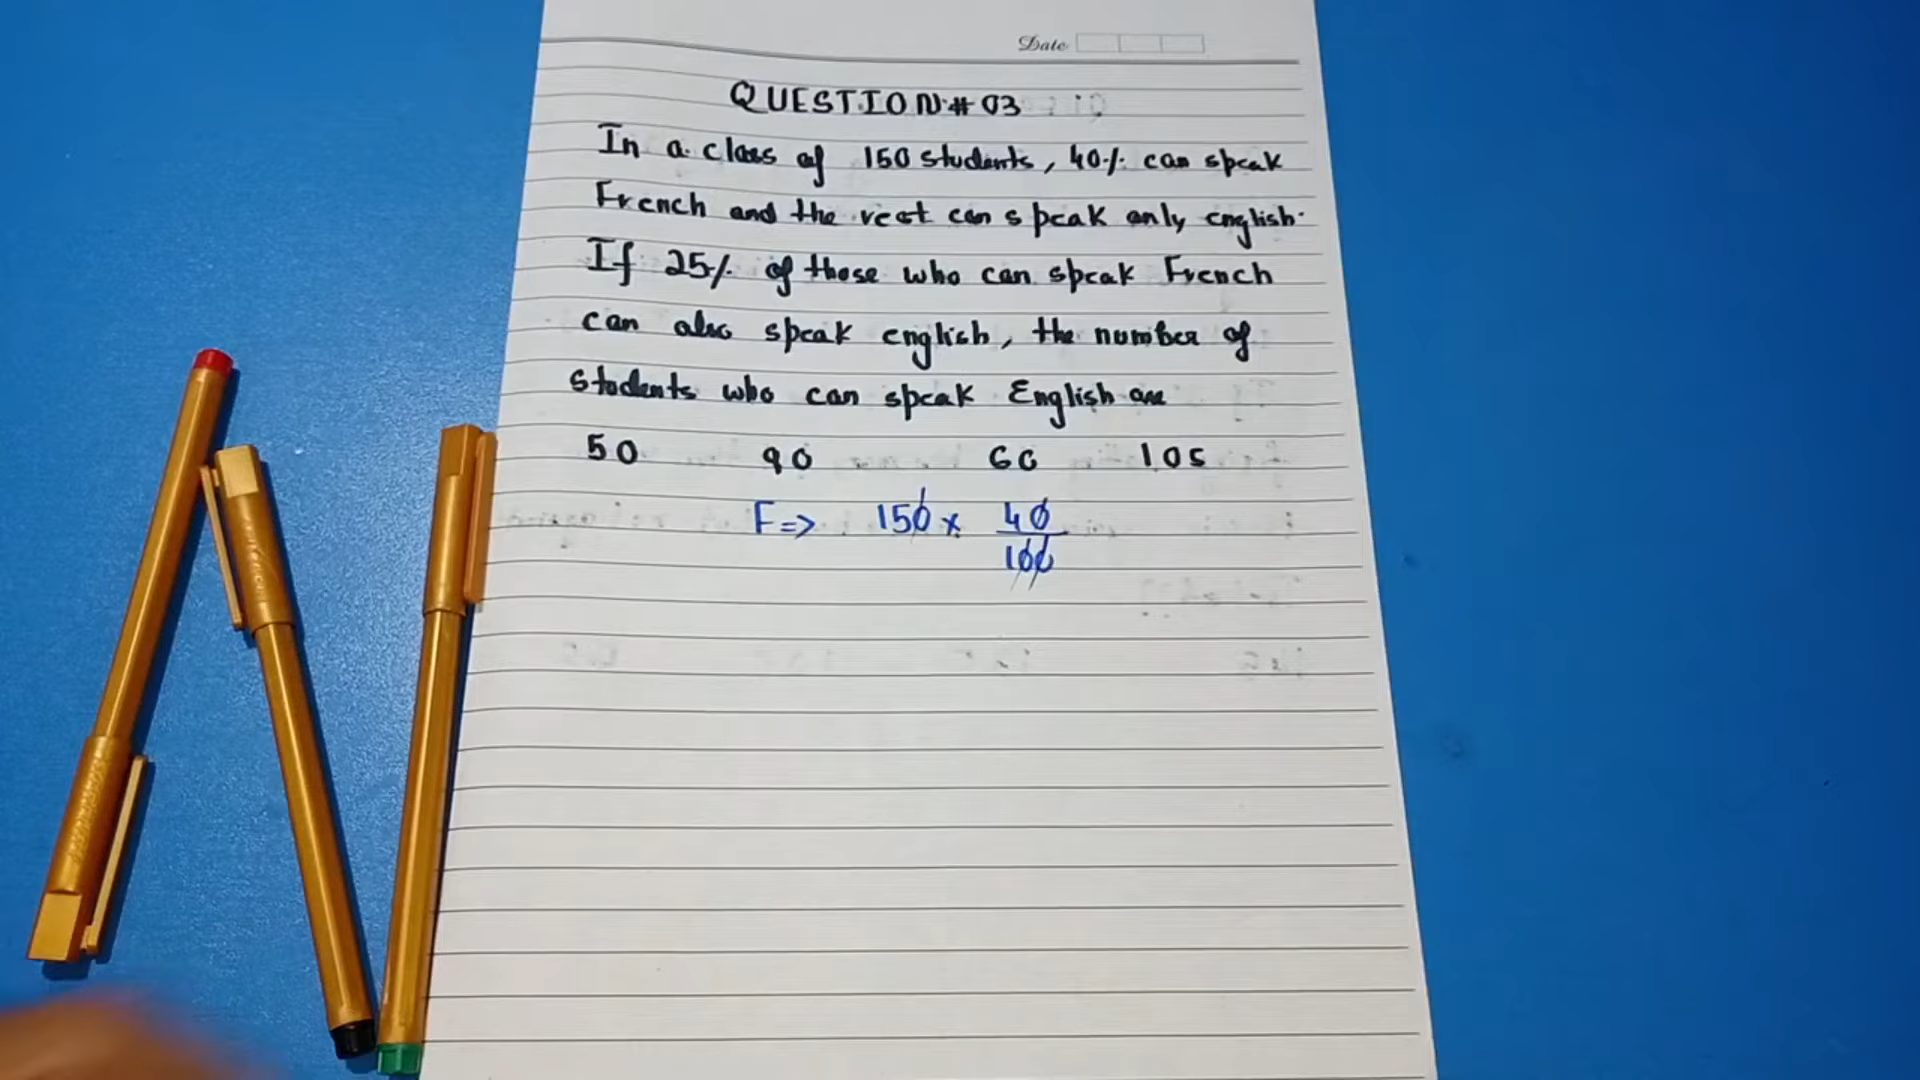 Date
QUESTION # 03
In a class of 150 students, 40% can speak
French and the rest can speak only english.
If 25% of those who can speak French
can also speak english, the number of
students who can speak English are
50 90 60 105
F => 150 x 40
100